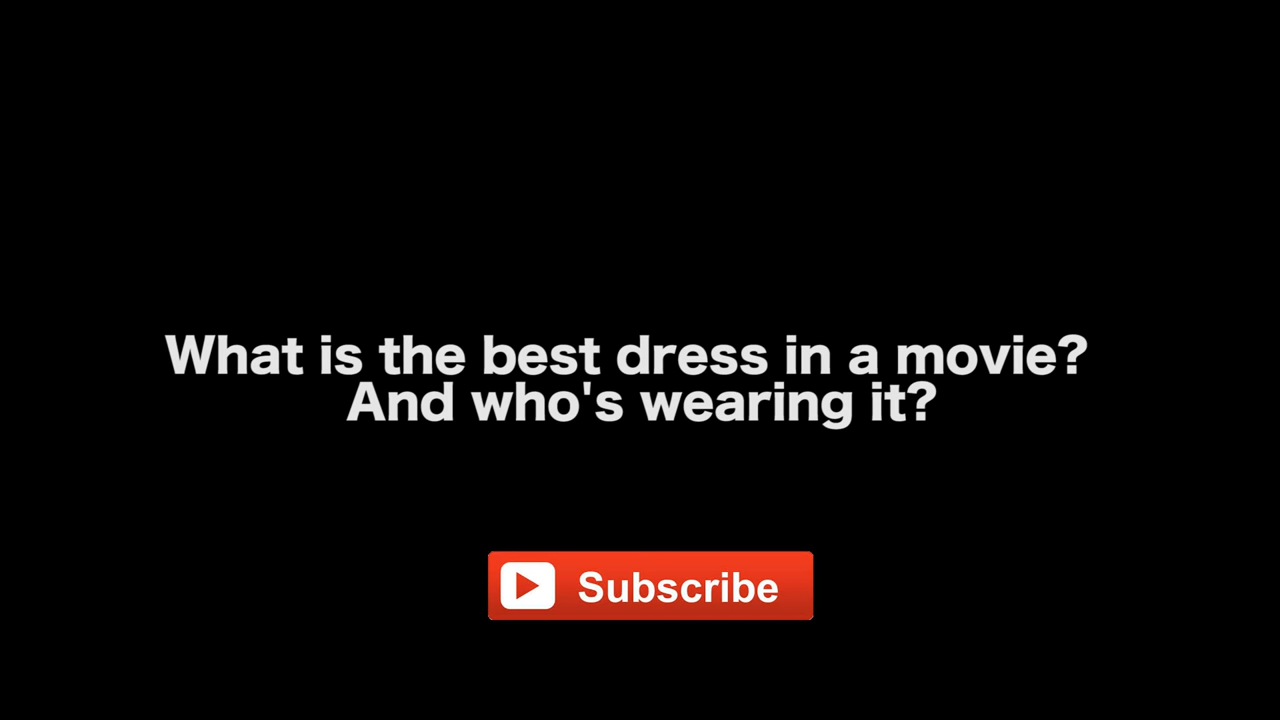 What is the best dress in a movie?
And who's wearing it?
Subscribe